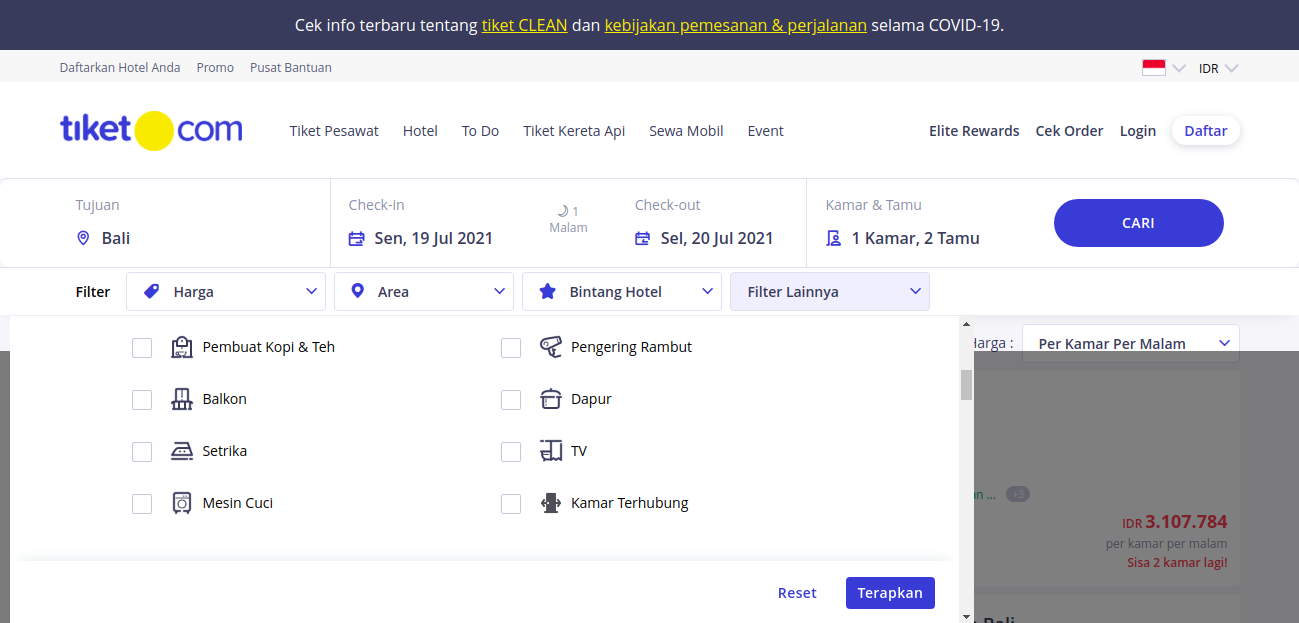 Cek info terbaru tentang tiket CLEAN dan kebijakan pemesanan & perjalanan selama COVID-19.
Daftarkan Hotel Anda Promo Pusat Bantuan IDR
tiket com Tiket Pesawat Hotel To Do Tiket Kereta Api Sewa Mobil Event Elite Rewards Cek Order Login Daftar
Tujuan Check-in Check-out Kamar & Tamu
Bali Sen, 19 Jul 2021 1 Malam Sel, 20 Jul 2021 1 Kamar, 2 Tamu CARI
Filter Harga Area Bintang Hotel Filter Lainnya
Pembuat Kopi & Teh Pengering Rambut Harga : Per Kamar Per Malam
Balkon Dapur
Setrika TV
Mesin Cuci Kamar Terhubung
+3
IDR 3.107.784
per kamar per malam
Sisa 2 kamar lagi!
Reset Terapkan
Bali